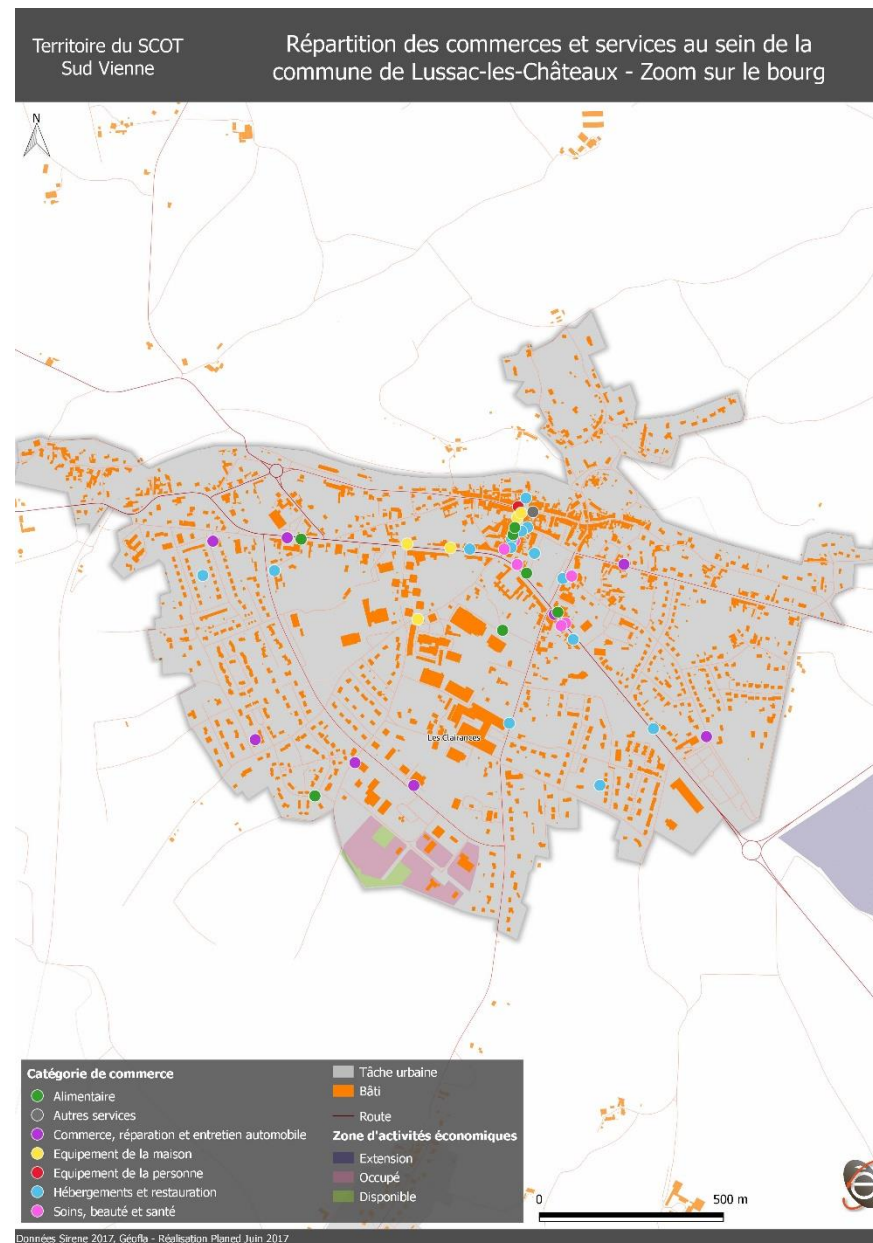 Territoire du SCOT
Sud Vienne
Répartition des commerces et services au sein de la
commune de Lussac-les-Châteaux - Zoom sur le bourg
N
Les Clairances
Catégorie de commerce
Alimentaire
Autres services
Commerce, réparation et entretien automobile
Equipement de la maison
Equipement de la personne
Hébergements et restauration
Soins, beauté et santé
Tâche urbaine
Bâti
Route
Zone d'activités économiques
Extension
Occupé
Disponible
0
500 m
Données Sirene 2017, Géofla - Réalisation Planed Juin 2017